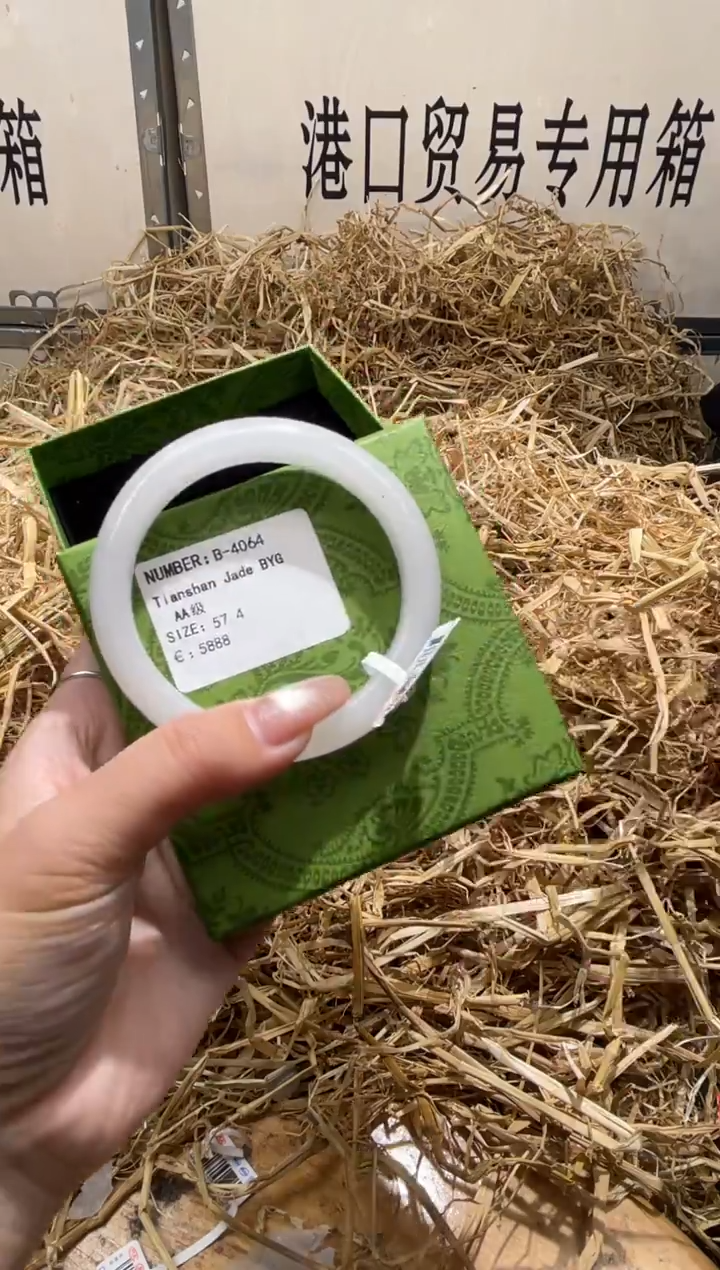 箱
港口贸易专用箱
NUMBER: B-4064
Tianshan Jade BYG
AA级
SIZE: 57 4
€: 5888